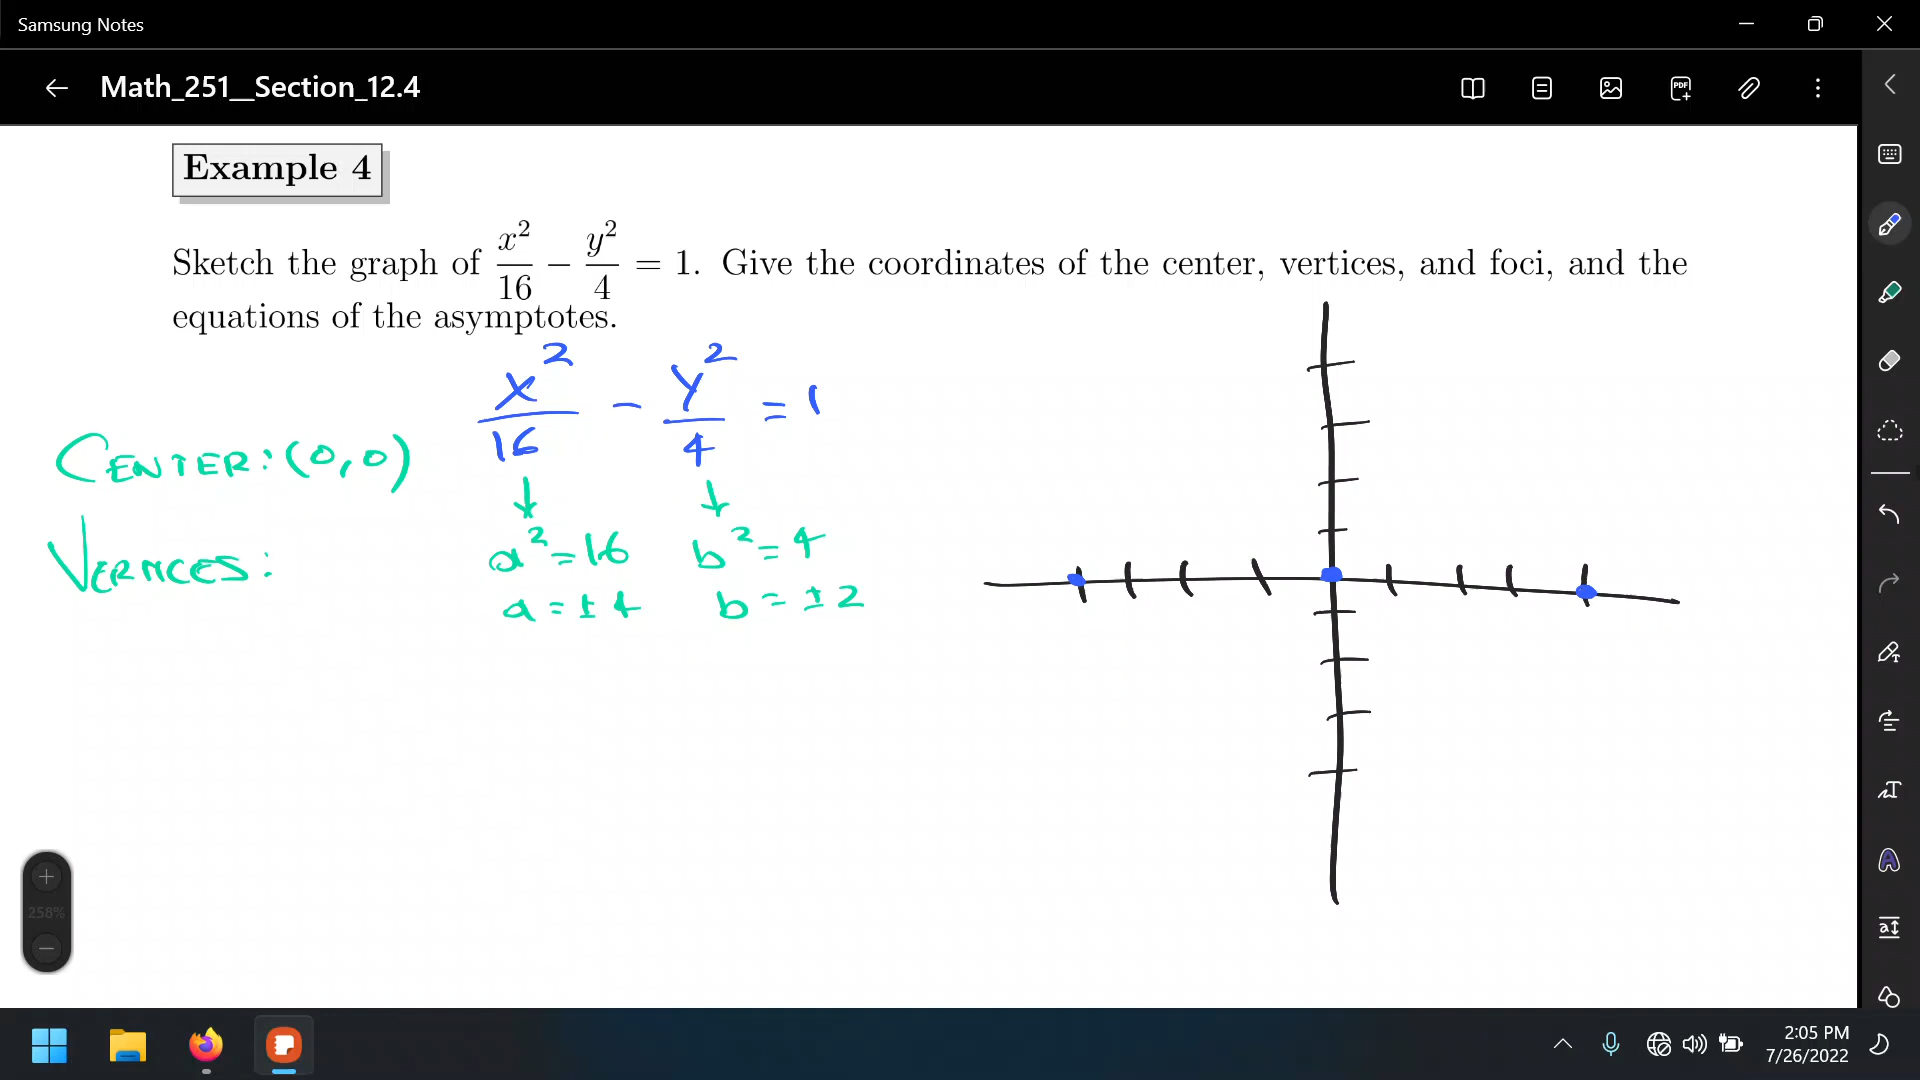 Samsung Notes
Math_251__Section_12.4
PDF
Example 4
Sketch the graph of x²/16 − y²/4 = 1. Give the coordinates of the center, vertices, and foci, and the
equations of the asymptotes.
x²/16 - y²/4 = 1
CENTER: (0,0)
VERTICES:
a² = 16 b² = 4
a = ± 4 b = ± 2
258%
2:05 PM
7/26/2022